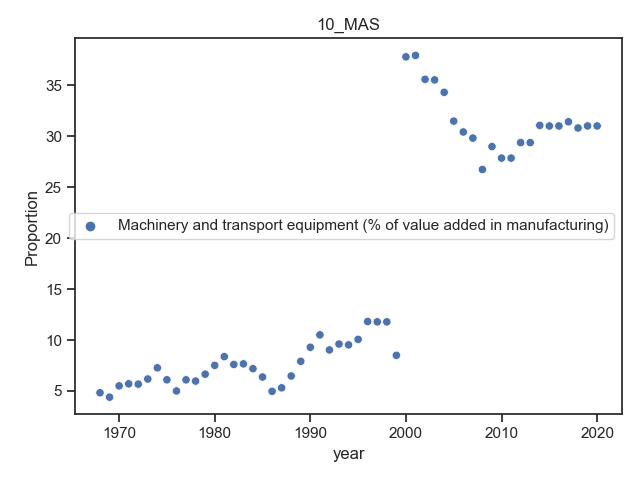 10_MAS
35
30
25
20
15
10
5
Proportion
Machinery and transport equipment (% of value added in manufacturing)
1970 1980 1990 2000 2010 2020
year